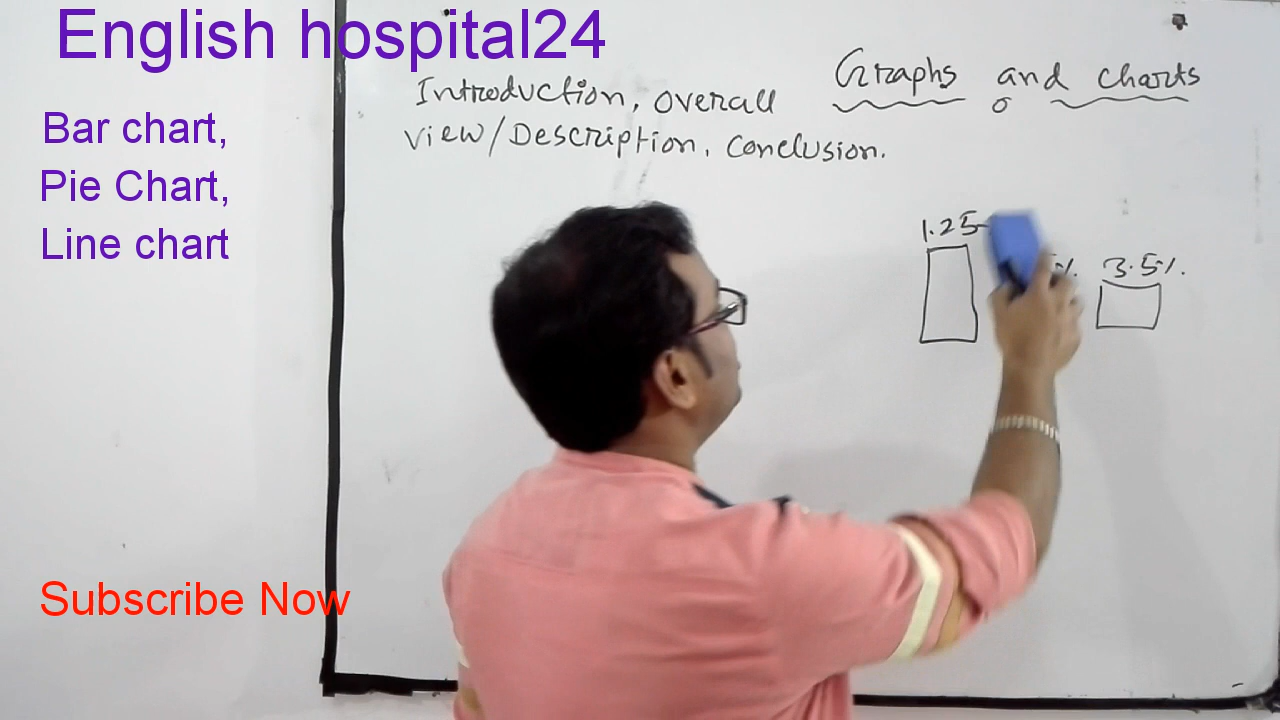 English hospital24
Bar chart,
Pie Chart,
Line chart
Subscribe Now
Graphs and charts
Introduction, overall
view/Description, Conclusion.
1.25
3.5%.